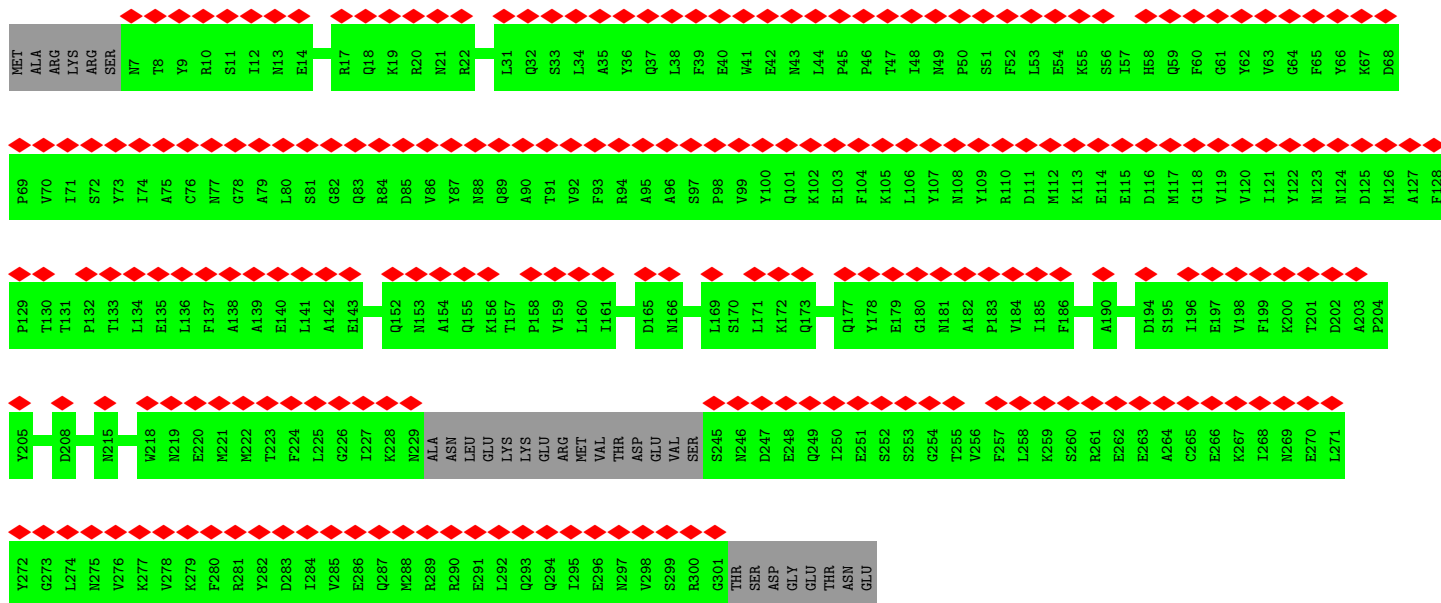 MET ALA ARG LYS ARG SER N7 T8 Y9 R10 S11 I12 N13 E14 R17 Q18 K19 R20 N21 R22 L31 Q32 S33 L34 A35 Y36 Q37 L38 F39 E40 W41 E42 N43 L44 P45 P46 T47 I48 N49 P50 S51 F52 L53 E54 K55 S56 I57 H58 Q59 F60 G61 Y62 V63 G64 F65 Y66 K67 D68
P69 V70 I71 S72 Y73 I74 A75 C76 N77 G78 A79 L80 S81 G82 Q83 R84 D85 V86 Y87 N88 Q89 A90 T91 V92 F93 R94 A95 A96 S97 P98 V99 Y100 Q101 K102 E103 F104 K105 L106 Y107 N108 Y109 R110 D111 M112 K113 E114 E115 D116 M117 G118 V119 V120 I121 Y122 N123 N124 D125 M126 A127 F128
P129 T130 T131 P132 T133 L134 E135 L136 F137 A138 A139 E140 L141 A142 E143 Q152 N153 A154 Q155 K156 T157 P158 V159 L160 I161 D165 N166 L169 S170 L171 K172 Q173 Q177 Y178 E179 G180 N181 A182 P183 V184 I185 F186 A190 D194 S195 I196 E197 V198 F199 K200 T201 D202 A203 P204
Y205 D208 N215 W218 N219 E220 M221 M222 T223 F224 L225 G226 I227 K228 N229 ALA ASN LEU GLU LYS LYS GLU ARG MET VAL THR ASP GLU VAL SER S245 N246 D247 E248 Q249 I250 E251 S252 S253 G254 T255 V256 F257 L258 K259 S260 R261 E262 E263 A264 C265 E266 K267 I268 N269 E270 L271
Y272 G273 L274 N275 V276 K277 V278 K279 F280 R281 Y282 D283 I284 V285 E286 Q287 M288 R289 R290 E291 L292 Q293 Q294 I295 E296 N297 V298 S299 R300 G301 THR SER ASP GLY GLU THR ASN GLU